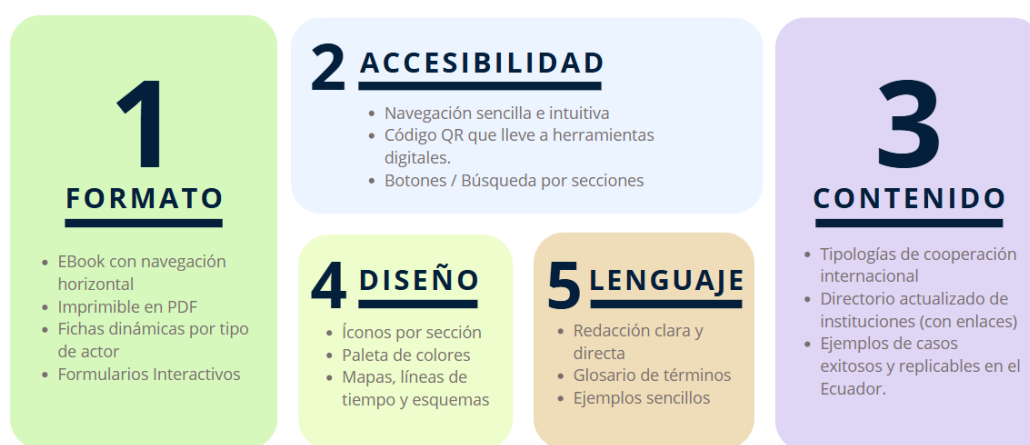 1
FORMATO
• EBook con navegación
horizontal
• Imprimible en PDF
• Fichas dinámicas por tipo
de actor
• Formularios Interactivos
2 ACCESIBILIDAD
• Navegación sencilla e intuitiva
• Código QR que lleve a herramientas
digitales.
• Botones / Búsqueda por secciones
3
CONTENIDO
• Tipologías de cooperación
internacional
• Directorio actualizado de
instituciones (con enlaces)
• Ejemplos de casos
exitosos y replicables en el
Ecuador.
4 DISEÑO
• Íconos por sección
• Paleta de colores
• Mapas, líneas de
tiempo y esquemas
5 LENGUAJE
• Redacción clara y
directa
• Glosario de términos
• Ejemplos sencillos